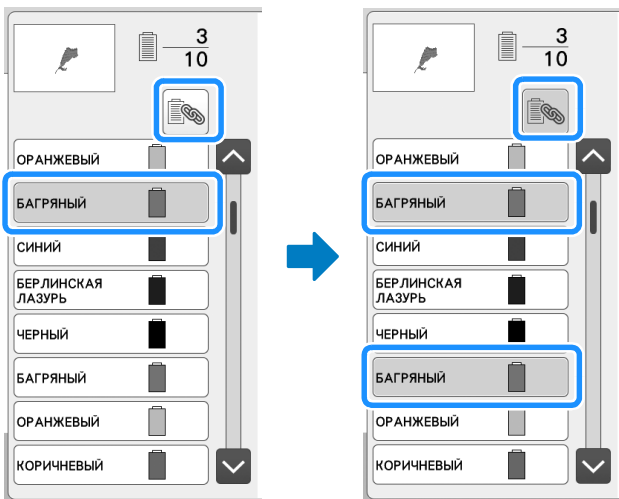 3
10
ОРАНЖЕВЫЙ
БАГРЯНЫЙ
СИНИЙ
БЕРЛИНСКАЯ
ЛАЗУРЬ
ЧЕРНЫЙ
БАГРЯНЫЙ
ОРАНЖЕВЫЙ
КОРИЧНЕВЫЙ
3
10
ОРАНЖЕВЫЙ
БАГРЯНЫЙ
СИНИЙ
БЕРЛИНСКАЯ
ЛАЗУРЬ
ЧЕРНЫЙ
БАГРЯНЫЙ
ОРАНЖЕВЫЙ
КОРИЧНЕВЫЙ